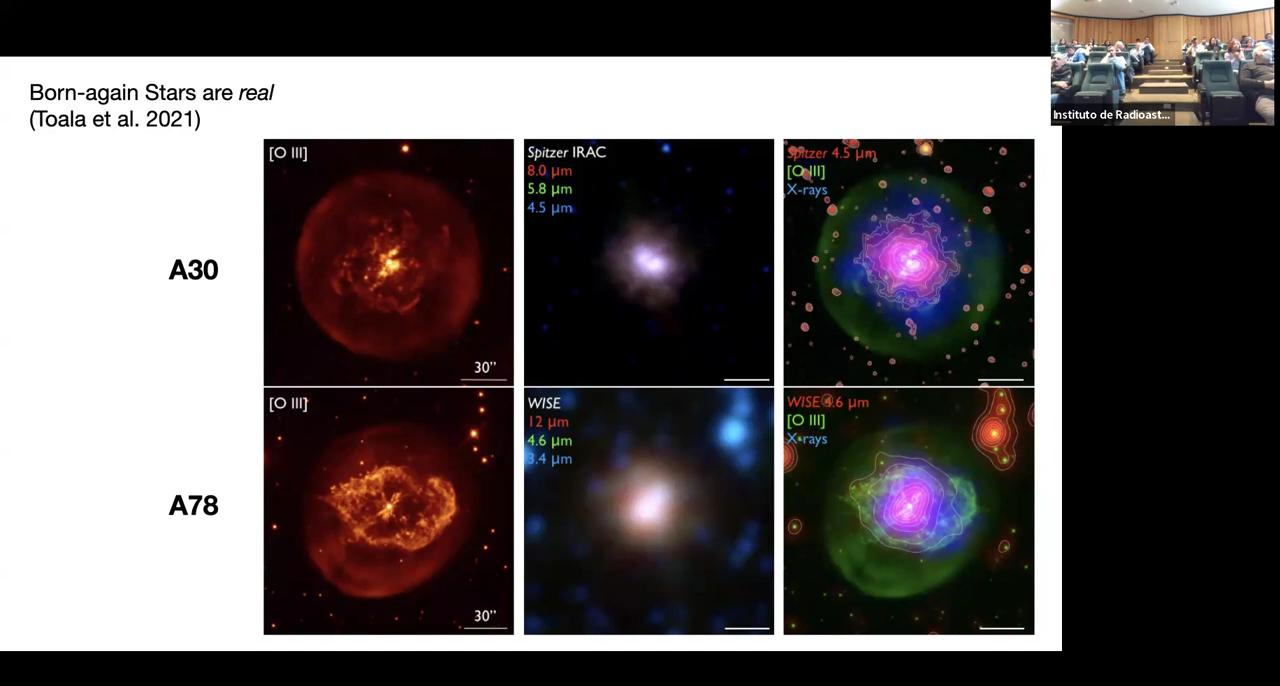 Born-again Stars are real
(Toala et al. 2021)
Instituto de Radioast...
A30
[O III]
30”
Spitzer IRAC
8.0 μm
5.8 μm
4.5 μm
Spitzer 4.5 μm
[O III]
X-rays
A78
[O III]
30”
WISE
12 μm
4.6 μm
3.4 μm
WISE 4.6 μm
[O III]
X-rays